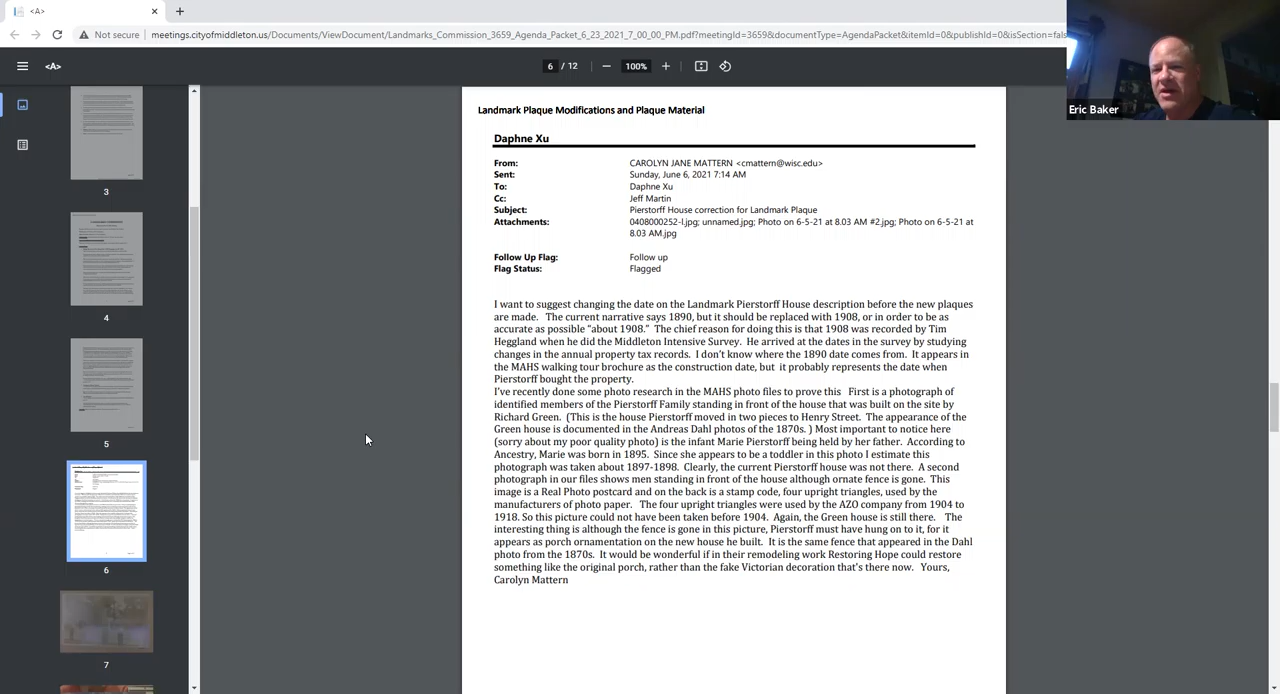 <A>
Not secure
meetings.cityofmiddleton.us/Documents/ViewDocument/Landmarks_Commission_3659_Agenda_Packet_6_23_2021_7_00_00_PM.pdf?meetingId=3659&documentType=AgendaPacket&itemId=0&publishId=0&isSection=fals
<A>
6 / 12
100%
Eric Baker
3
4
5
6
7
Landmark Plaque Modifications and Plaque Material
Daphne Xu
From: CAROLYN JANE MATTERN <cmattern@wisc.edu>
Sent: Sunday, June 6, 2021 7:14 AM
To: Daphne Xu
Cc: Jeff Martin
Subject: Pierstorff House correction for Landmark Plaque
Attachments: 0408000252-l.jpg; unnamed.jpg; Photo on 6-5-21 at 8.03 AM #2.jpg; Photo on 6-5-21 at
8.03 AM.jpg
Follow Up Flag: Follow up
Flag Status: Flagged
I want to suggest changing the date on the Landmark Pierstorff House description before the new plaques
are made. The current narrative says 1890, but it should be replaced with 1908, or in order to be as
accurate as possible "about 1908." The chief reason for doing this is that 1908 was recorded by Tim
Heggland when he did the Middleton Intensive Survey. He arrived at the dates in the survey by studying
changes in the annual property tax records. I don't know where the 1890 date comes from. It appears in
the MAHS walking tour brochure as the construction date, but it probably represents the date when
Pierstorff bought the property.
I've recently done some photo research in the MAHS photo files to prove this First is a photograph of
identified members of the Pierstorff Family standing in front of the house that was built on the site by
Richard Green. (This is the house Pierstorff moved in two pieces to Henry Street. The appearance of the
Green house is documented in the Andreas Dahl photos of the 1870s. ) Most important to notice here
(sorry about my poor quality photo) is the infant Marie Pierstorff being held by her father. According to
Ancestry, Marie was born in 1895. Since she appears to be a toddler in this photo I estimate this
photograph was taken about 1897-1898. Clearly, the current Pierstorff house was not there. A second
photograph in our files shows men standing in front of the house although ornate fence is gone. This
image is a Real Photo postcard and on the back is a stamp code, four upright triangles, used by the
manufacturers of photo paper. The four upright triangles were used by the AZO company from 1904 to
1918. So this picture could not have been taken before 1904. Again, the Green house is still there. The
interesting thing is although the fence is gone in this picture, Pierstorff must have hung on to it, for it
appears as porch ornamentation on the new house he built. It is the same fence that appeared in the Dahl
photo from the 1870s. It would be wonderful if in their remodeling work Restoring Hope could restore
something like the original porch, rather than the fake Victorian decoration that's there now. Yours,
Carolyn Mattern